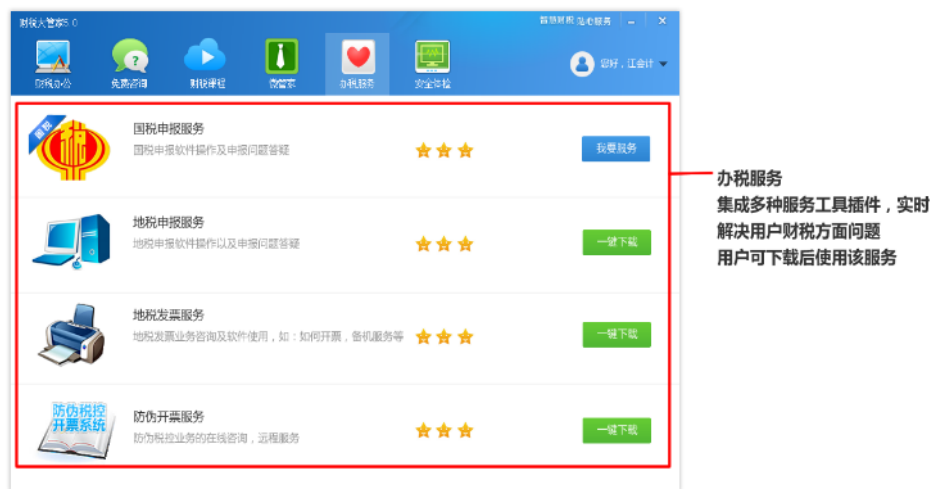 财税大管家5.0
智慧财税 贴心服务
财税办公 免费咨询 财税课程 微管家 办税服务 安全体检
您好，江会计
国税
国税申报服务
国税申报软件操作及申报问题答疑
我要服务
地税申报服务
地税申报软件操作以及申报问题答疑
一键下载
地税发票服务
地税发票业务咨询及软件使用，如：如何开票，备机服务等
一键下载
防伪税控
开票系统
防伪开票服务
防伪税控业务的在线咨询，远程服务
一键下载
办税服务
集成多种服务工具插件，实时
解决用户财税方面问题
用户可下载后使用该服务